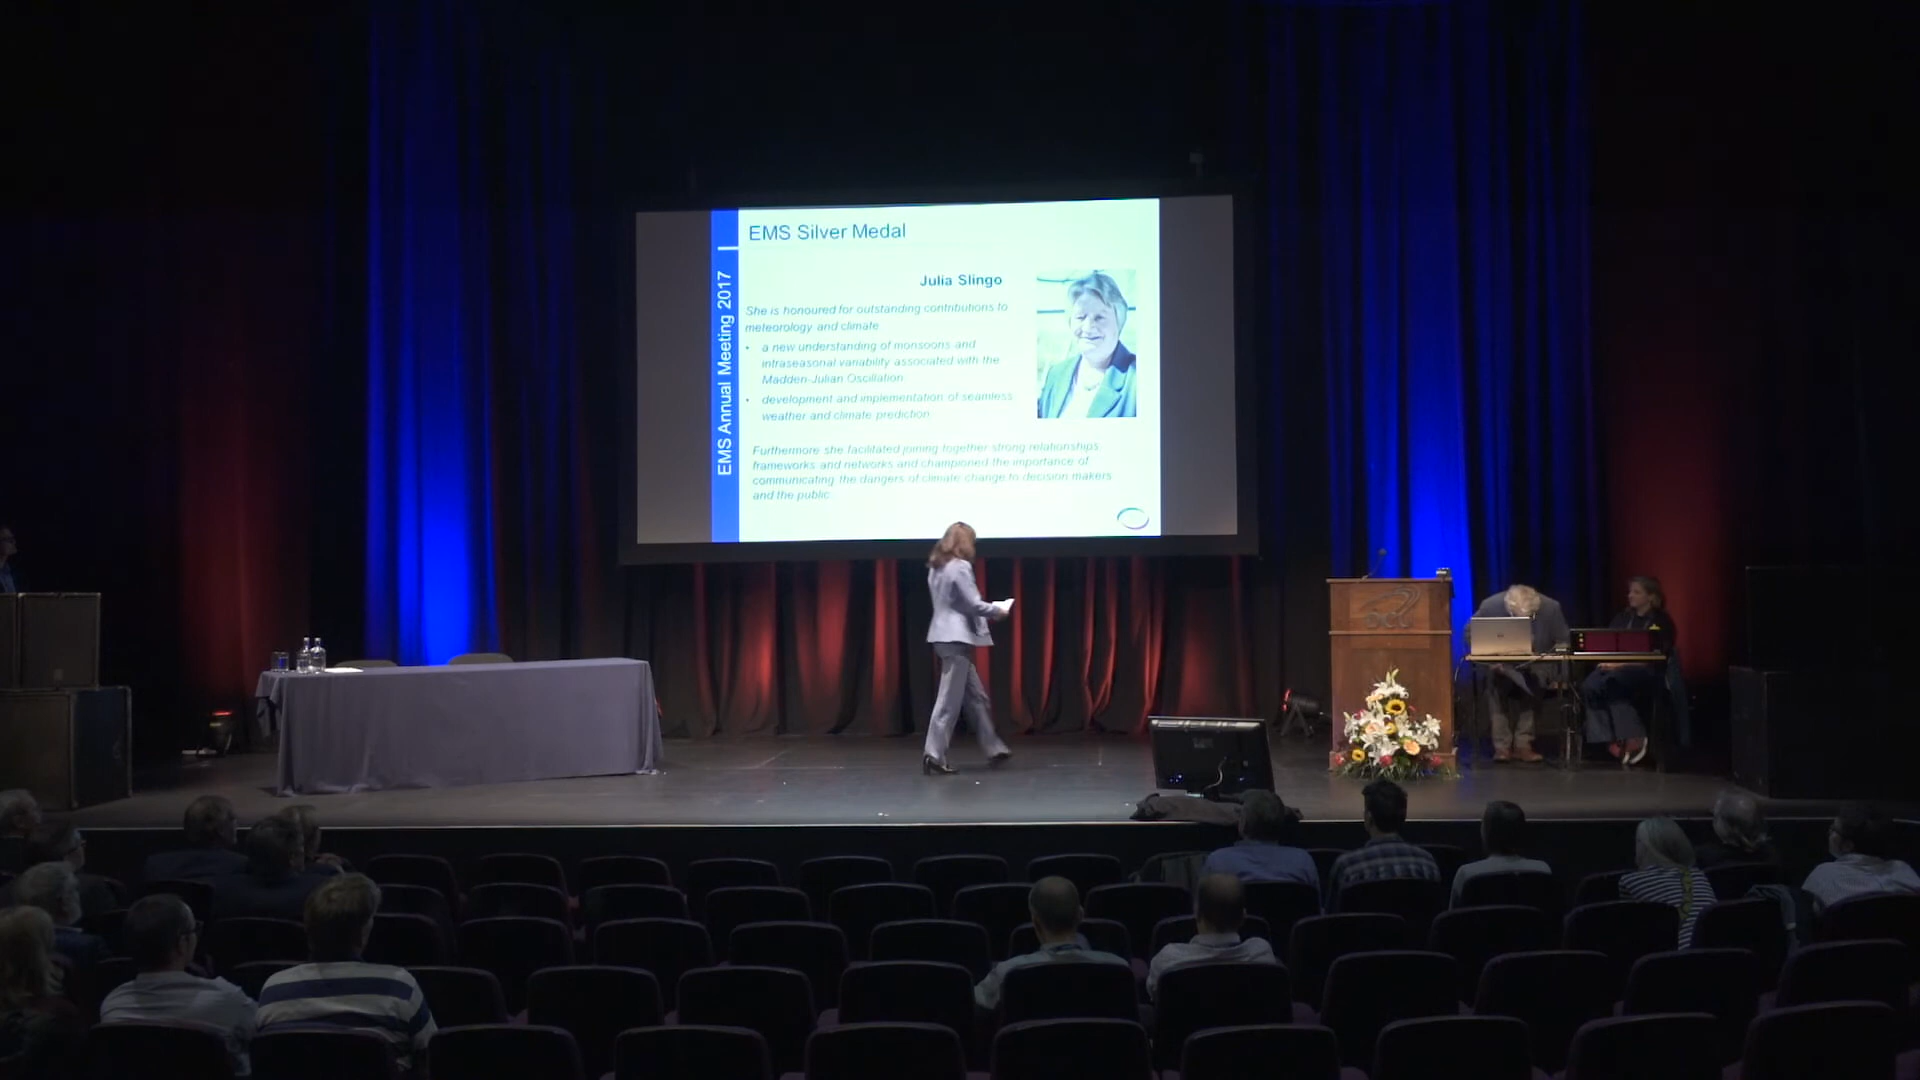 EMS Silver Medal
EMS Annual Meeting 2017
Julia Slingo
She is honoured for outstanding contributions to
meteorology and climate
• a new understanding of monsoons and
intraseasonal variability associated with the
Madden-Julian Oscillation
• development and implementation of seamless
weather and climate prediction
Furthermore she facilitated joining together strong relationships
frameworks and networks and championed the importance of
communicating the dangers of climate change to decision makers
and the public
DCU